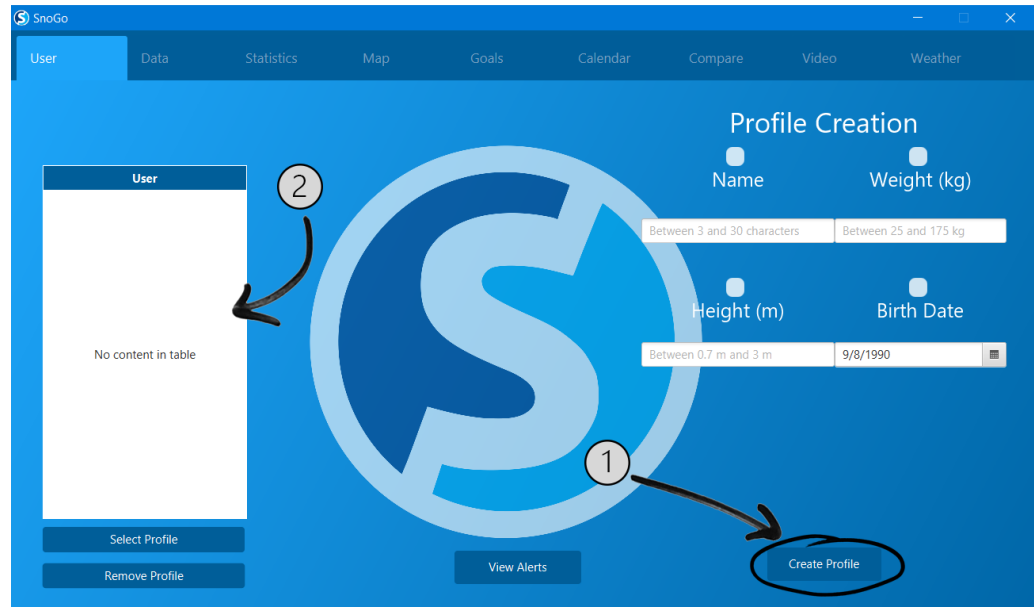 SnoGo
User Data Statistics Map Goals Calendar Compare Video Weather
Profile Creation
Name Weight (kg)
Between 3 and 30 characters Between 25 and 175 kg
Height (m) Birth Date
Between 0.7 m and 3 m 9/8/1990
User
2
No content in table
1
Select Profile
Remove Profile
View Alerts
Create Profile